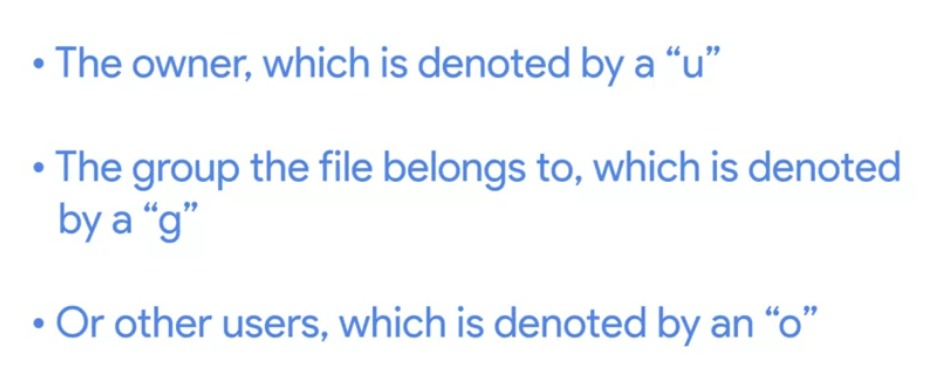 • The owner, which is denoted by a “u”
• The group the file belongs to, which is denoted
by a “g”
• Or other users, which is denoted by an “o”